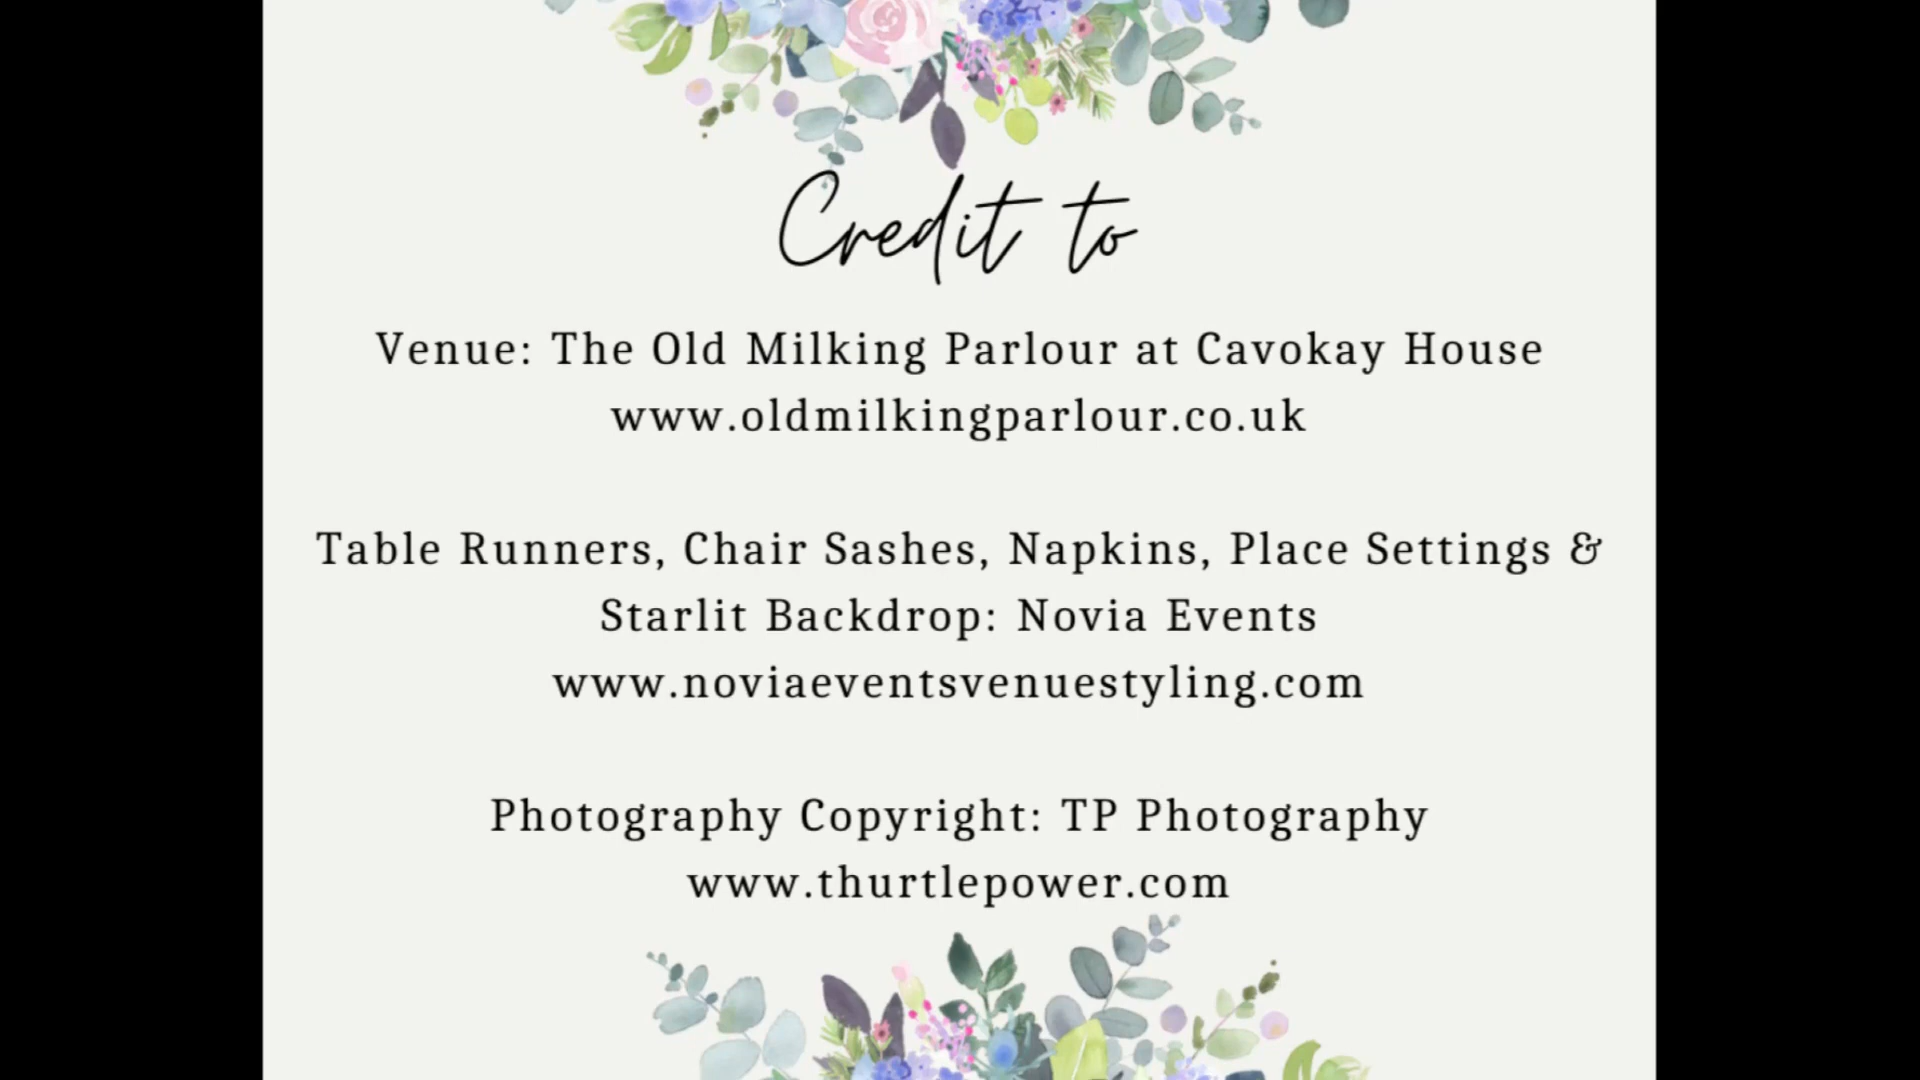 Credit to
Venue: The Old Milking Parlour at Cavokay House
www.oldmilkingparlour.co.uk
Table Runners, Chair Sashes, Napkins, Place Settings &
Starlit Backdrop: Novia Events
www.noviaeventsvenuestyling.com
Photography Copyright: TP Photography
www.thurtlepower.com